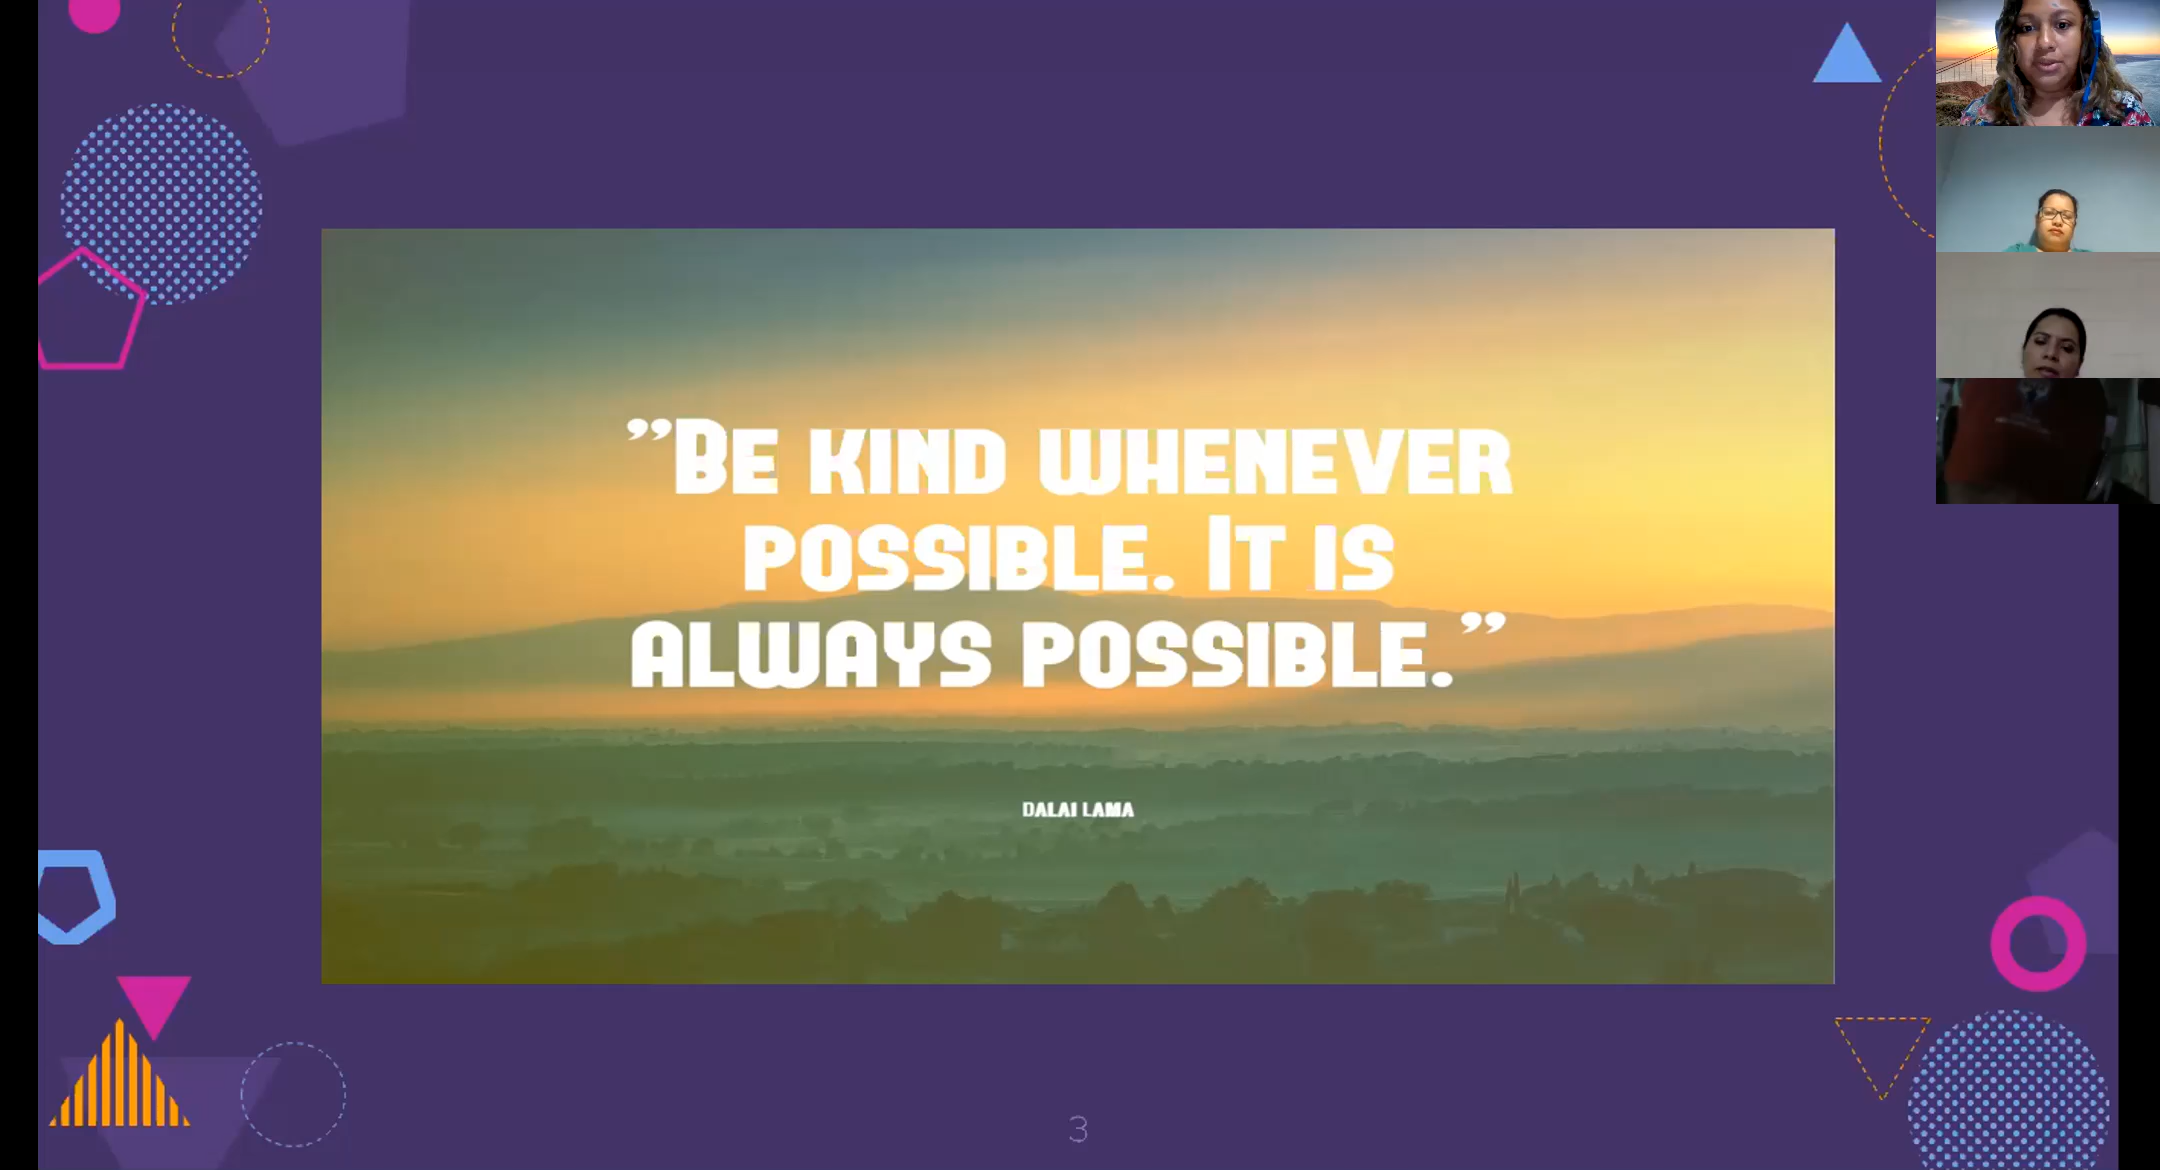 ”Be kind whenever
possible. It is
always possible.”
DALAI LAMA
3